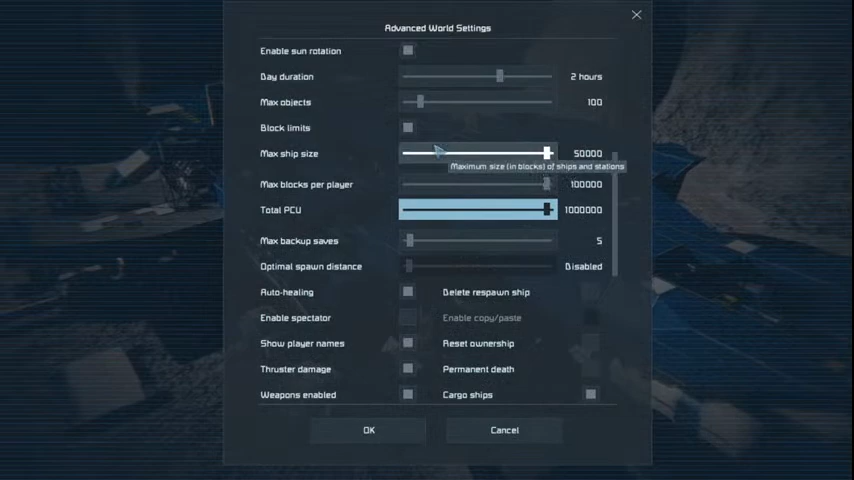 Advanced World Settings
Enable sun rotation
Day duration 2 hours
Max objects 100
Block limits
Max ship size 50000
Maximum size (in blocks) of ships and stations
Max blocks per player 100000
Total PCU 1000000
Max backup saves 5
Optimal spawn distance Disabled
Auto-healing Delete respawn ship
Enable spectator Enable copy/paste
Show player names Reset ownership
Thruster damage Permanent death
Weapons enabled Cargo ships
OK Cancel